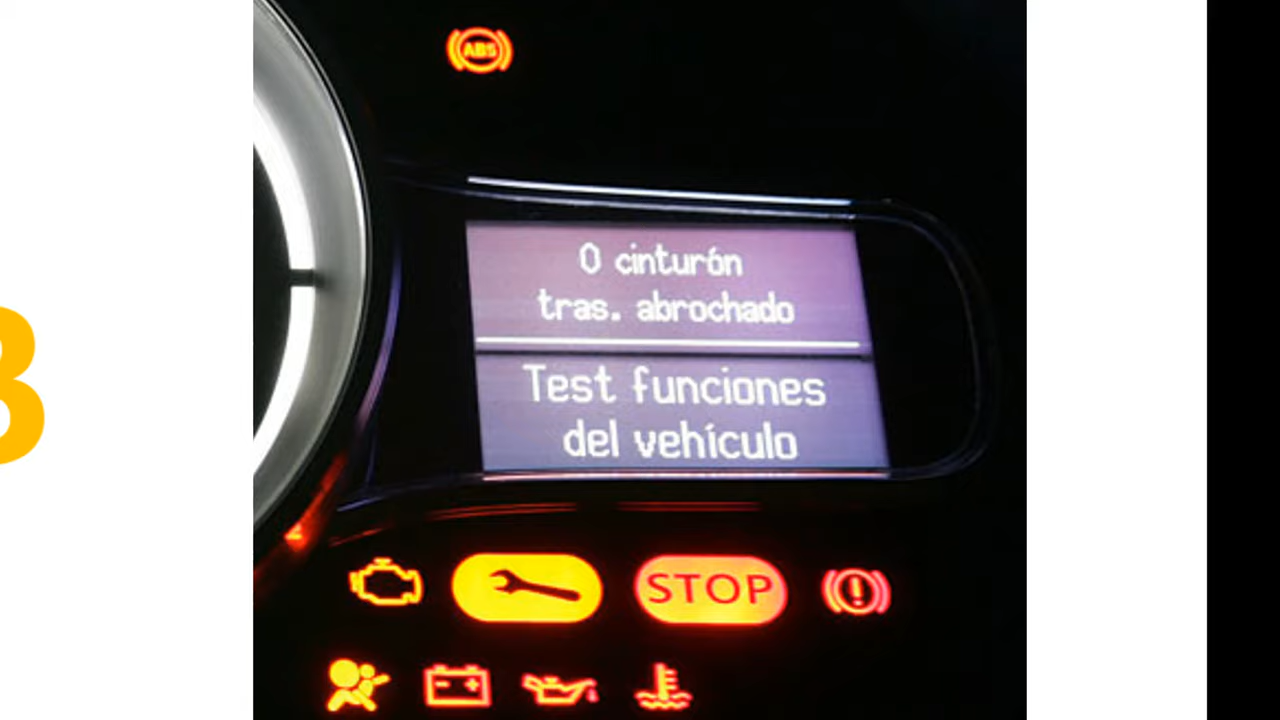 ABS
0 cinturón
tras. abrochado
Test funciones
del vehículo
STOP